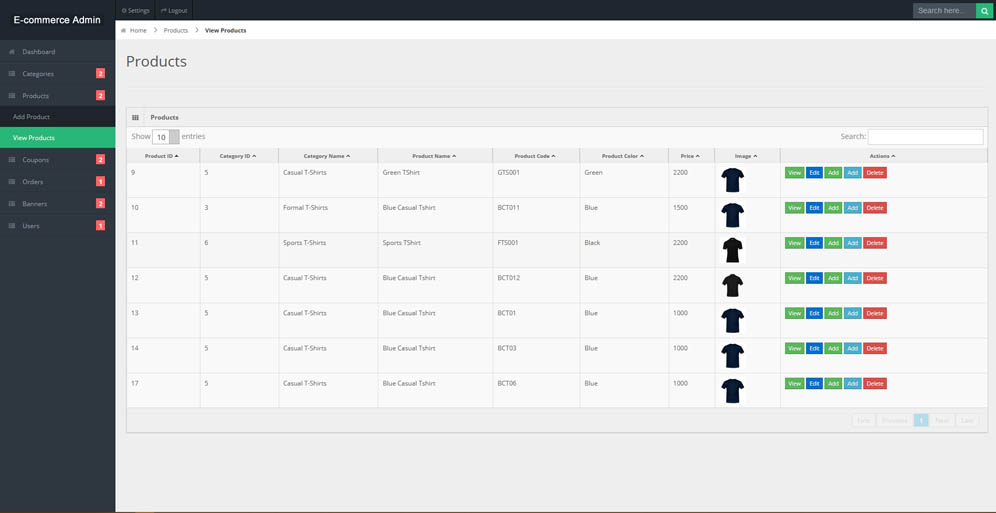 E-commerce Admin
Settings
Logout
Search here...
Home
Products
View Products
Dashboard
Categories 2
Products 2
Add Product
View Products
Coupons 2
Orders 1
Banners 2
Users 1
Products
Products
Show 10 entries
Search:
Product ID Category ID Category Name Product Name Product Code Product Color Price Image Actions
9 5 Casual T-Shirts Green TShirt GTS001 Green 2200 View Edit Add Add Delete
10 3 Formal T-Shirts Blue Casual Tshirt BCT011 Blue 1500 View Edit Add Add Delete
11 6 Sports T-Shirts Sports TShirt FTS001 Black 2200 View Edit Add Add Delete
12 5 Casual T-Shirts Blue Casual Tshirt BCT012 Blue 2200 View Edit Add Add Delete
13 5 Casual T-Shirts Blue Casual Tshirt BCT01 Blue 1000 View Edit Add Add Delete
14 5 Casual T-Shirts Blue Casual Tshirt BCT03 Blue 1000 View Edit Add Add Delete
17 5 Casual T-Shirts Blue Casual Tshirt BCT06 Blue 1000 View Edit Add Add Delete
First Previous 1 Next Last